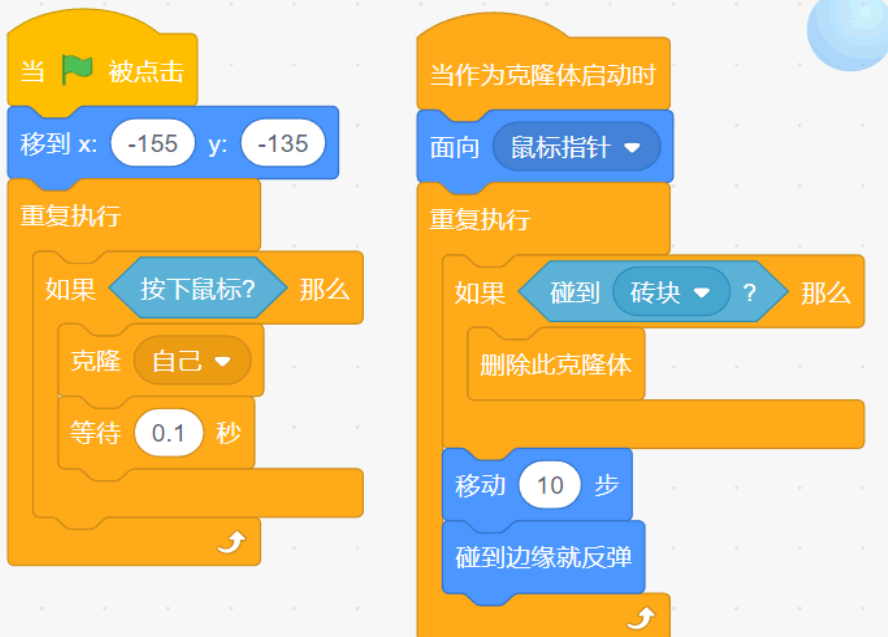 当 被点击
移到 x: -155 y: -135
重复执行
如果 按下鼠标? 那么
克隆 自己
等待 0.1 秒
当作为克隆体启动时
面向 鼠标指针
重复执行
如果 碰到 砖块 ? 那么
删除此克隆体
移动 10 步
碰到边缘就反弹